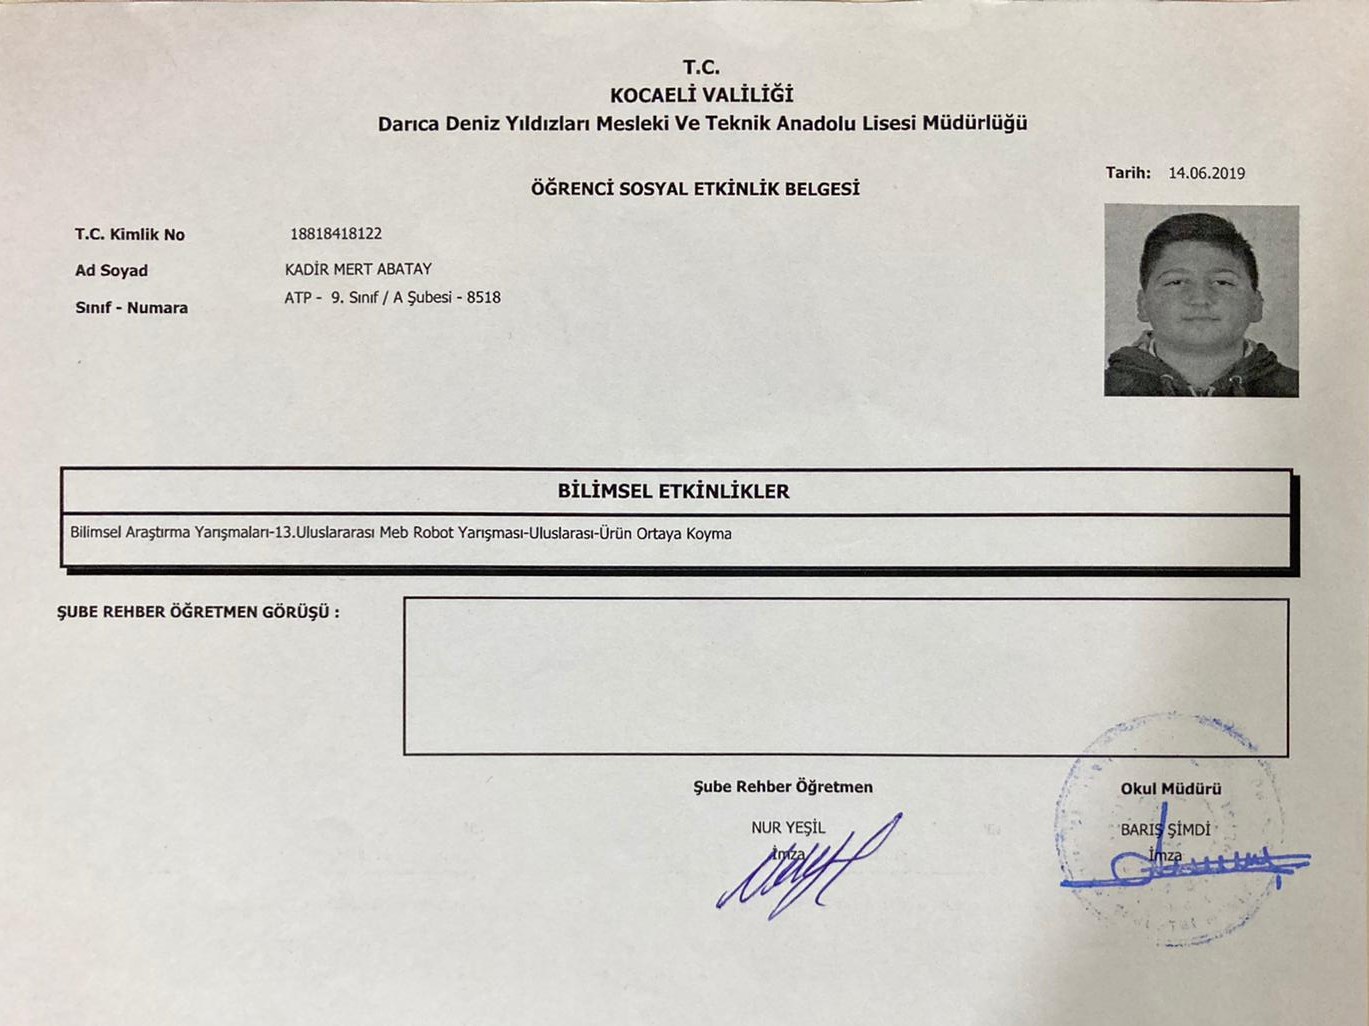 T.C.
KOCAELİ VALİLİĞİ
Darıca Deniz Yıldızları Mesleki Ve Teknik Anadolu Lisesi Müdürlüğü
Tarih: 14.06.2019
ÖĞRENCİ SOSYAL ETKİNLİK BELGESİ
T.C. Kimlik No 18818418122
Ad Soyad KADİR MERT ABATAY
Sınıf - Numara ATP - 9. Sınıf / A Şubesi - 8518
BİLİMSEL ETKİNLİKLER
Bilimsel Araştırma Yarışmaları-13.Uluslararası Meb Robot Yarışması-Uluslarası-Ürün Ortaya Koyma
ŞUBE REHBER ÖĞRETMEN GÖRÜŞÜ :
Şube Rehber Öğretmen Okul Müdürü
NUR YEŞİL BARIŞ ŞİMDİ
İmza İmza